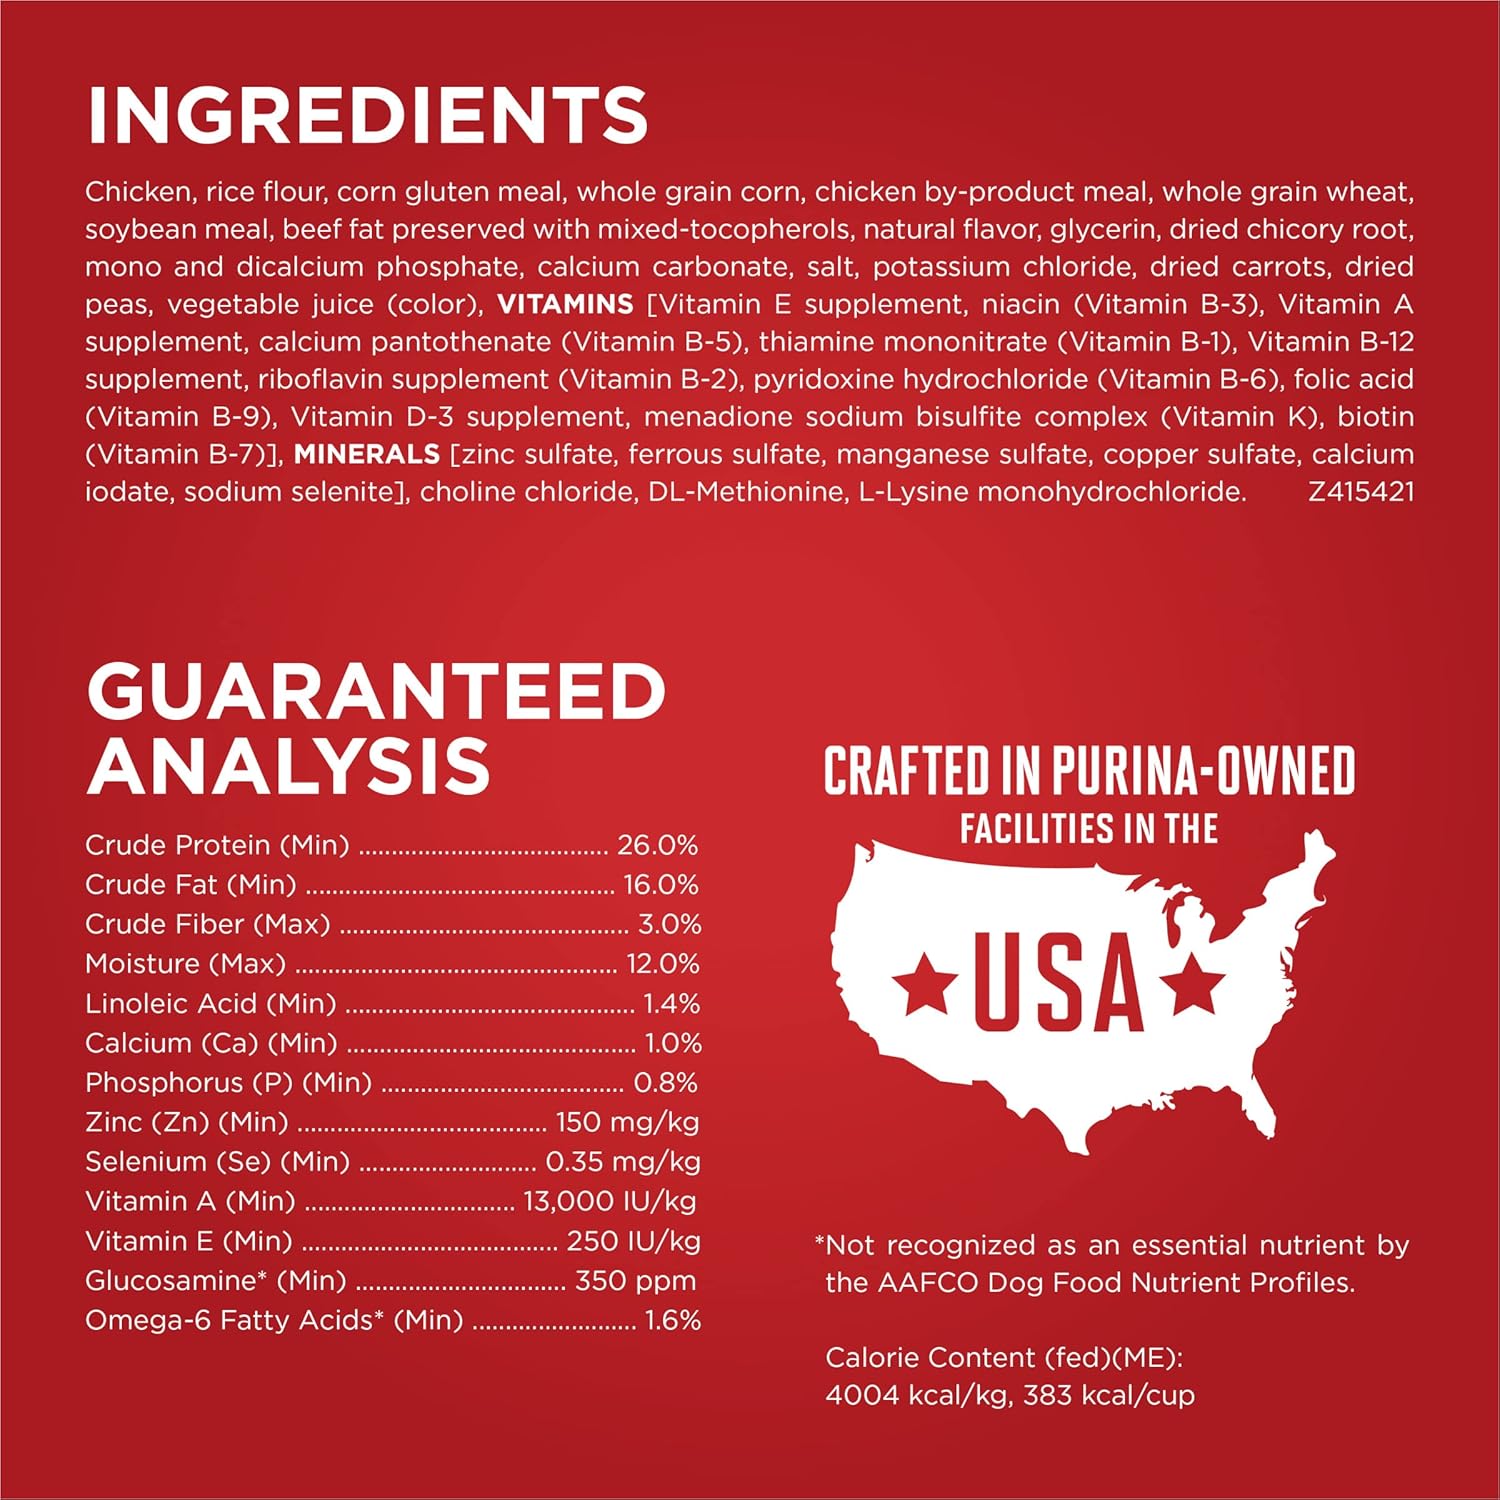 INGREDIENTS
Chicken, rice flour, corn gluten meal, whole grain corn, chicken by-product meal, whole grain wheat,
soybean meal, beef fat preserved with mixed-tocopherols, natural flavor, glycerin, dried chicory root,
mono and dicalcium phosphate, calcium carbonate, salt, potassium chloride, dried carrots, dried
peas, vegetable juice (color), VITAMINS [Vitamin E supplement, niacin (Vitamin B-3), Vitamin A
supplement, calcium pantothenate (Vitamin B-5), thiamine mononitrate (Vitamin B-1), Vitamin B-12
supplement, riboflavin supplement (Vitamin B-2), pyridoxine hydrochloride (Vitamin B-6), folic acid
(Vitamin B-9), Vitamin D-3 supplement, menadione sodium bisulfite complex (Vitamin K), biotin
(Vitamin B-7)], MINERALS [zinc sulfate, ferrous sulfate, manganese sulfate, copper sulfate, calcium
iodate, sodium selenite], choline chloride, DL-Methionine, L-Lysine monohydrochloride. Z415421
GUARANTEED
ANALYSIS
Crude Protein (Min) ...................................... 26.0%
Crude Fat (Min) ............................................... 16.0%
Crude Fiber (Max) ............................................ 3.0%
Moisture (Max) ................................................. 12.0%
Linoleic Acid (Min) ............................................ 1.4%
Calcium (Ca) (Min) ............................................ 1.0%
Phosphorus (P) (Min) ..................................... 0.8%
Zinc (Zn) (Min) ...................................... 150 mg/kg
Selenium (Se) (Min) ........................... 0.35 mg/kg
Vitamin A (Min) ................................ 13,000 IU/kg
Vitamin E (Min) ....................................... 250 IU/kg
Glucosamine* (Min) ................................ 350 ppm
Omega-6 Fatty Acids* (Min) ......................... 1.6%
CRAFTED IN PURINA-OWNED
FACILITIES IN THE
USA
*Not recognized as an essential nutrient by
the AAFCO Dog Food Nutrient Profiles.
Calorie Content (fed)(ME):
4004 kcal/kg, 383 kcal/cup